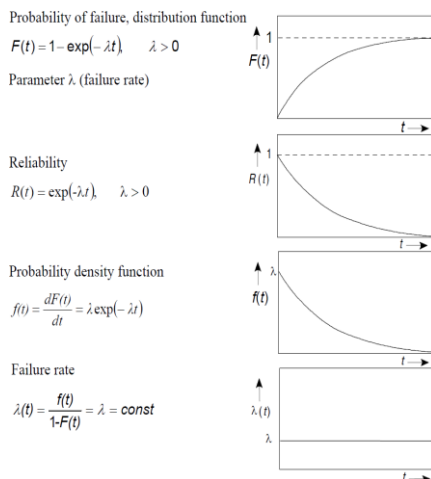 Probability of failure, distribution function
F(t) = 1 − exp(− λt),   λ > 0
Parameter λ (failure rate)
1
F(t)
t
Reliability
R(t) = exp(-λt),   λ > 0
1
R(t)
t
Probability density function
f(t) = dF(t)/dt = λ exp(− λt)
λ
f(t)
t
Failure rate
λ(t) = f(t)/1-F(t) = λ = const
λ(t)
λ
t